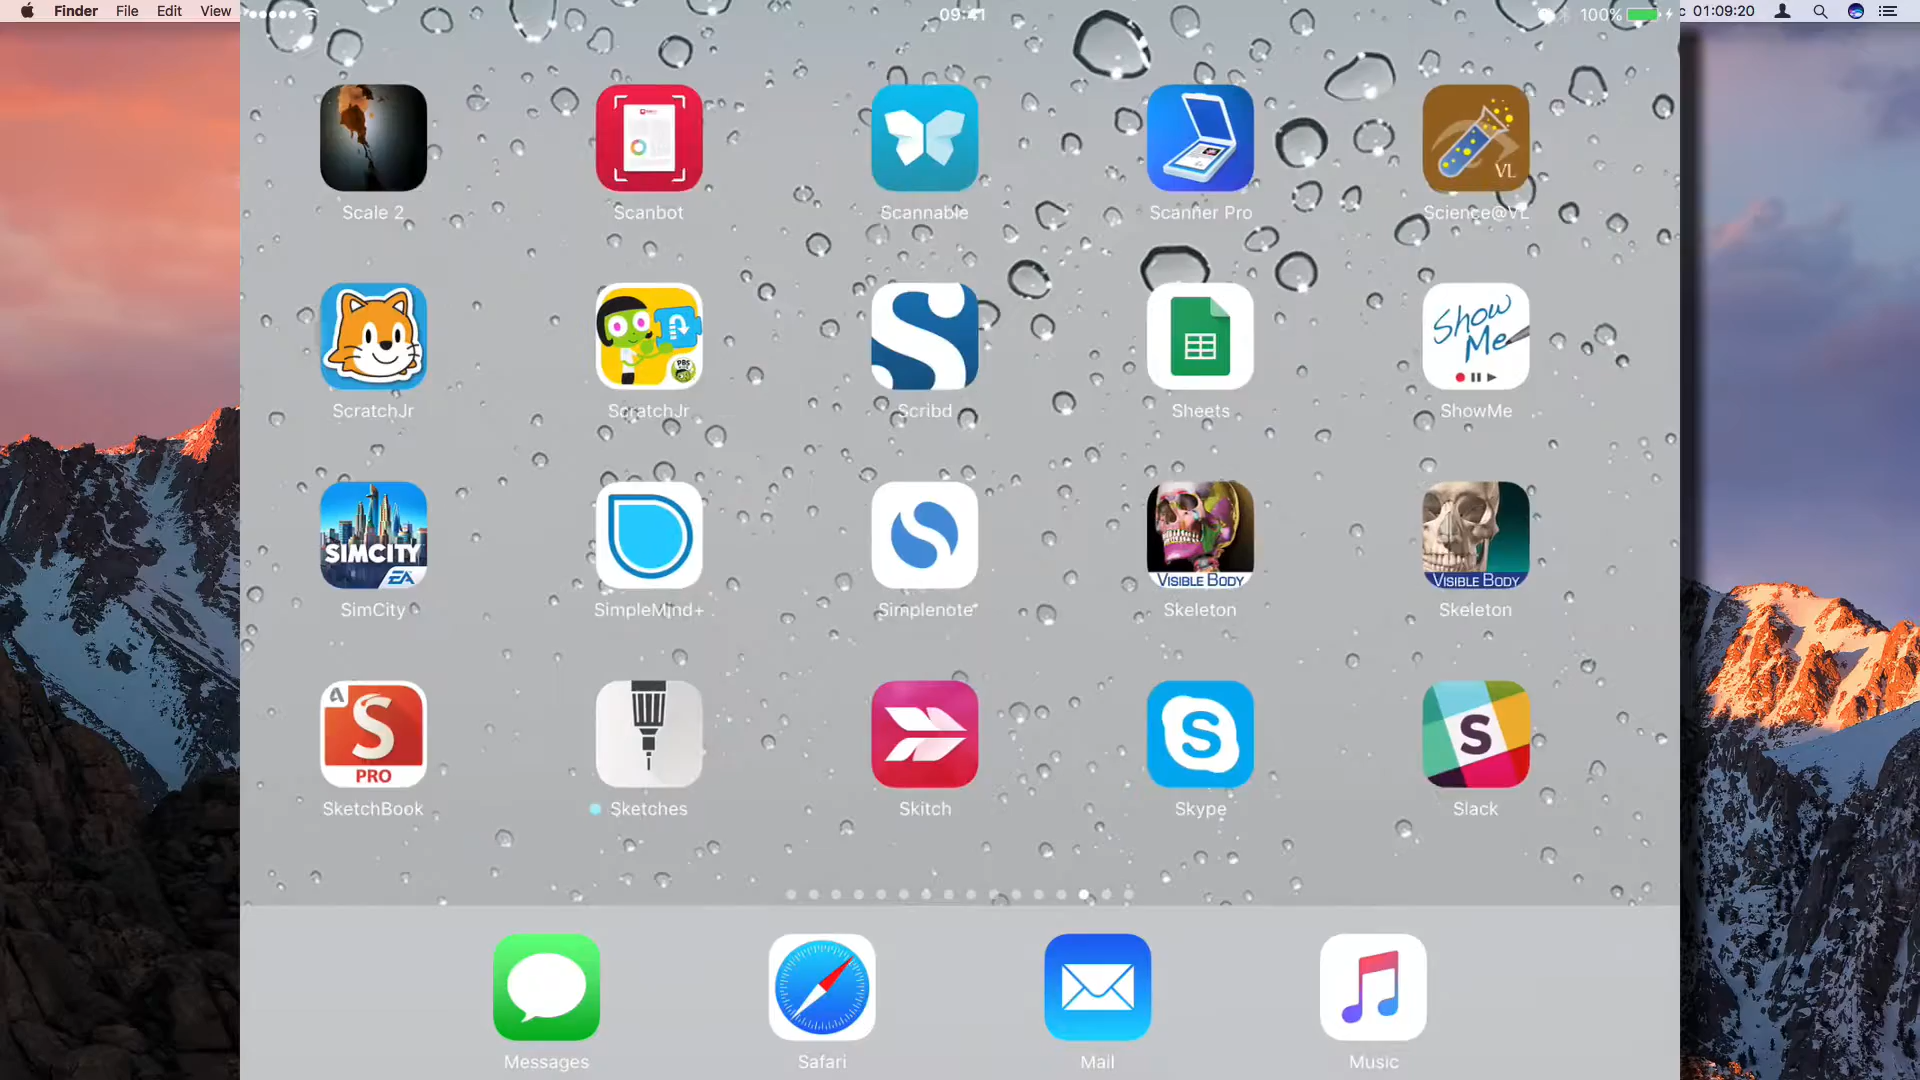 Finder File Edit View
09:41
100%
c 01:09:20
VL
Scale 2 Scanbot Scannable Scanner Pro Science@VL
Show
Me
PBS
ScratchJr ScratchJr Scribd Sheets ShowMe
SIMCITY
EA
VISIBLE BODY VISIBLE BODY
SimCity SimpleMind+ Simplenote Skeleton Skeleton
A
S
PRO
S
S
SketchBook Sketches Skitch Skype Slack
Messages Safari Mail Music